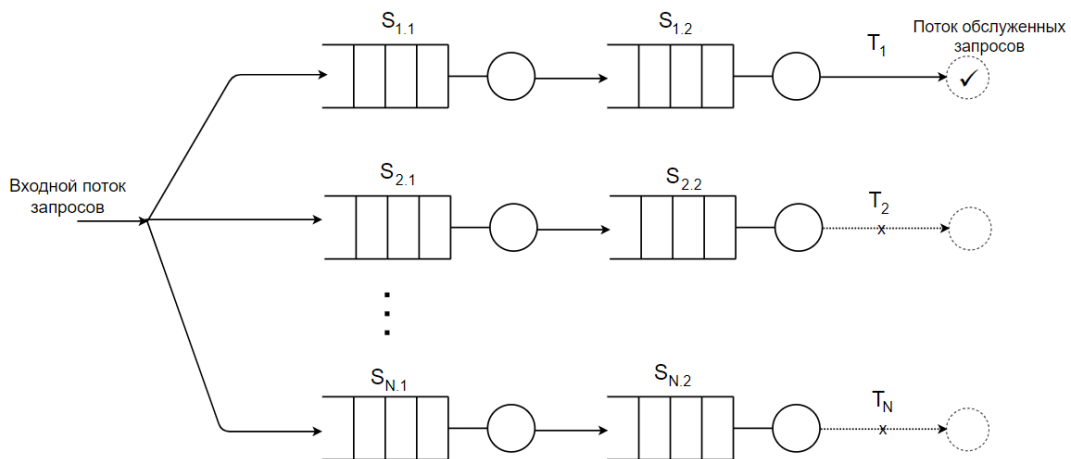 S1.1
S1.2
T1
Поток обслуженных
запросов
✓
Входной поток
запросов
S2.1
S2.2
T2
x
SN.1
SN.2
TN
x